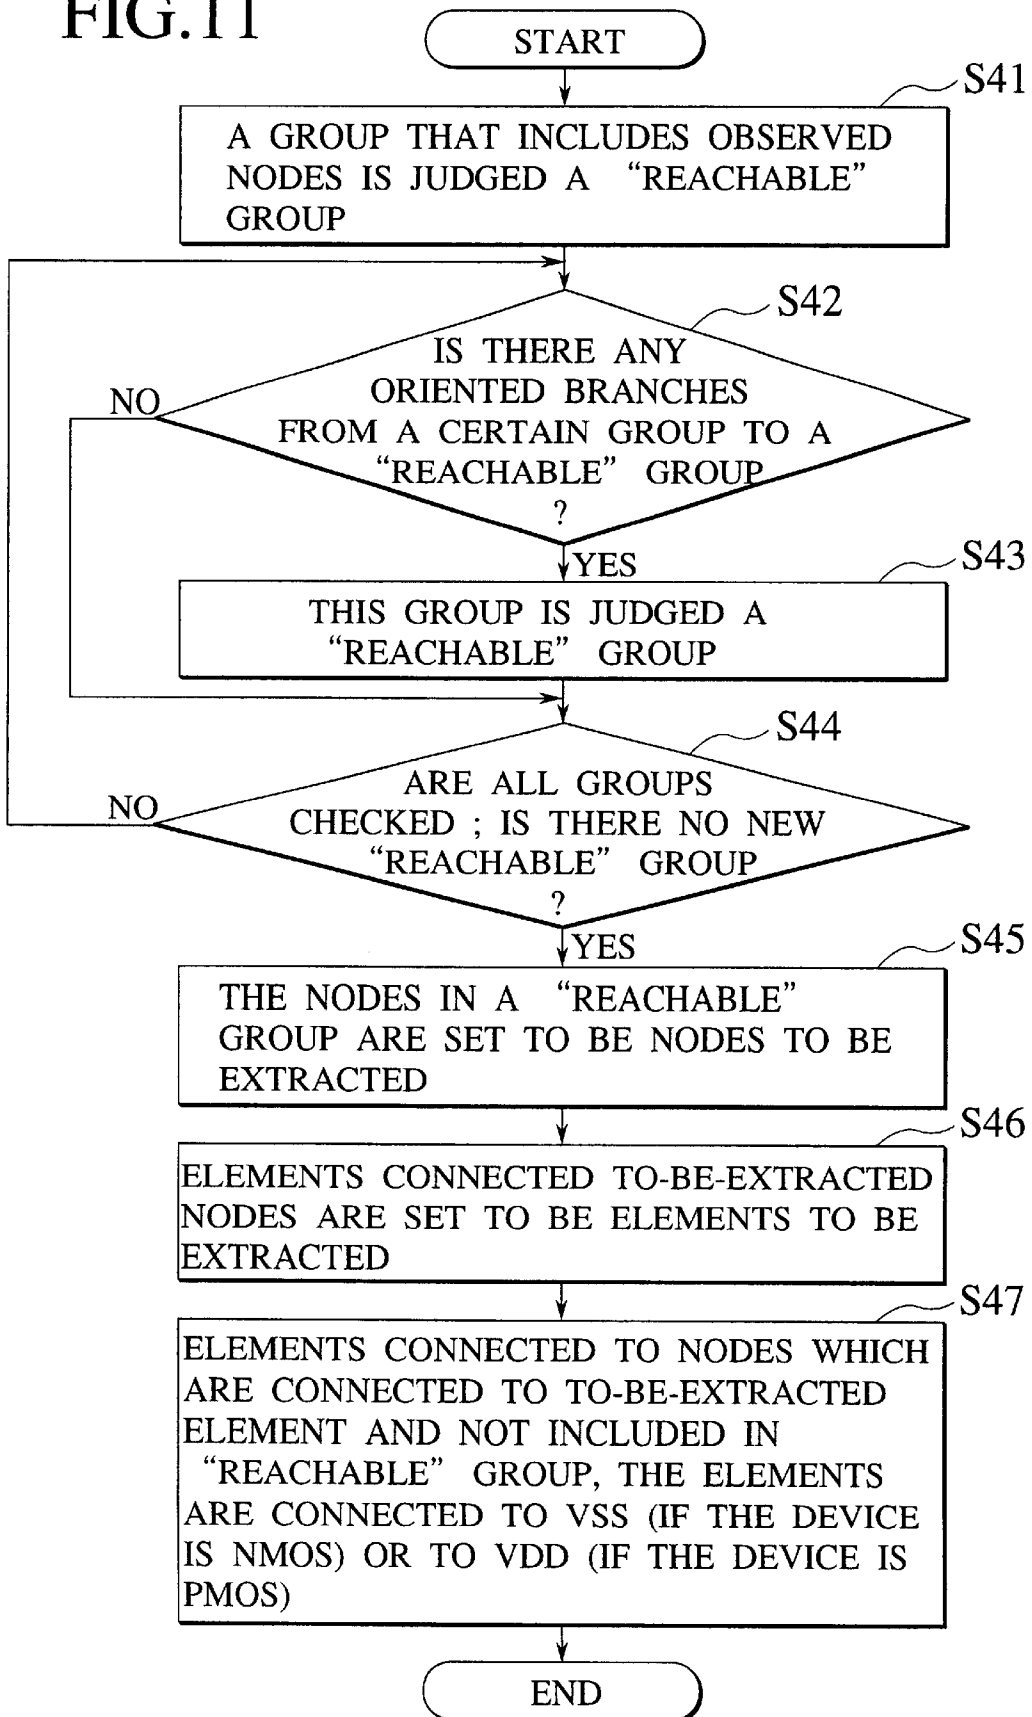 FIG.11
START
S41
A GROUP THAT INCLUDES OBSERVED
NODES IS JUDGED A “REACHABLE”
GROUP
S42
IS THERE ANY
ORIENTED BRANCHES
FROM A CERTAIN GROUP TO A
“REACHABLE” GROUP
?
NO
YES
S43
THIS GROUP IS JUDGED A
“REACHABLE” GROUP
S44
ARE ALL GROUPS
CHECKED ; IS THERE NO NEW
“REACHABLE” GROUP
?
NO
YES
S45
THE NODES IN A “REACHABLE”
GROUP ARE SET TO BE NODES TO BE
EXTRACTED
S46
ELEMENTS CONNECTED TO-BE-EXTRACTED
NODES ARE SET TO BE ELEMENTS TO BE
EXTRACTED
S47
ELEMENTS CONNECTED TO NODES WHICH
ARE CONNECTED TO TO-BE-EXTRACTED
ELEMENT AND NOT INCLUDED IN
“REACHABLE” GROUP, THE ELEMENTS
ARE CONNECTED TO VSS (IF THE DEVICE
IS NMOS) OR TO VDD (IF THE DEVICE IS
PMOS)
END